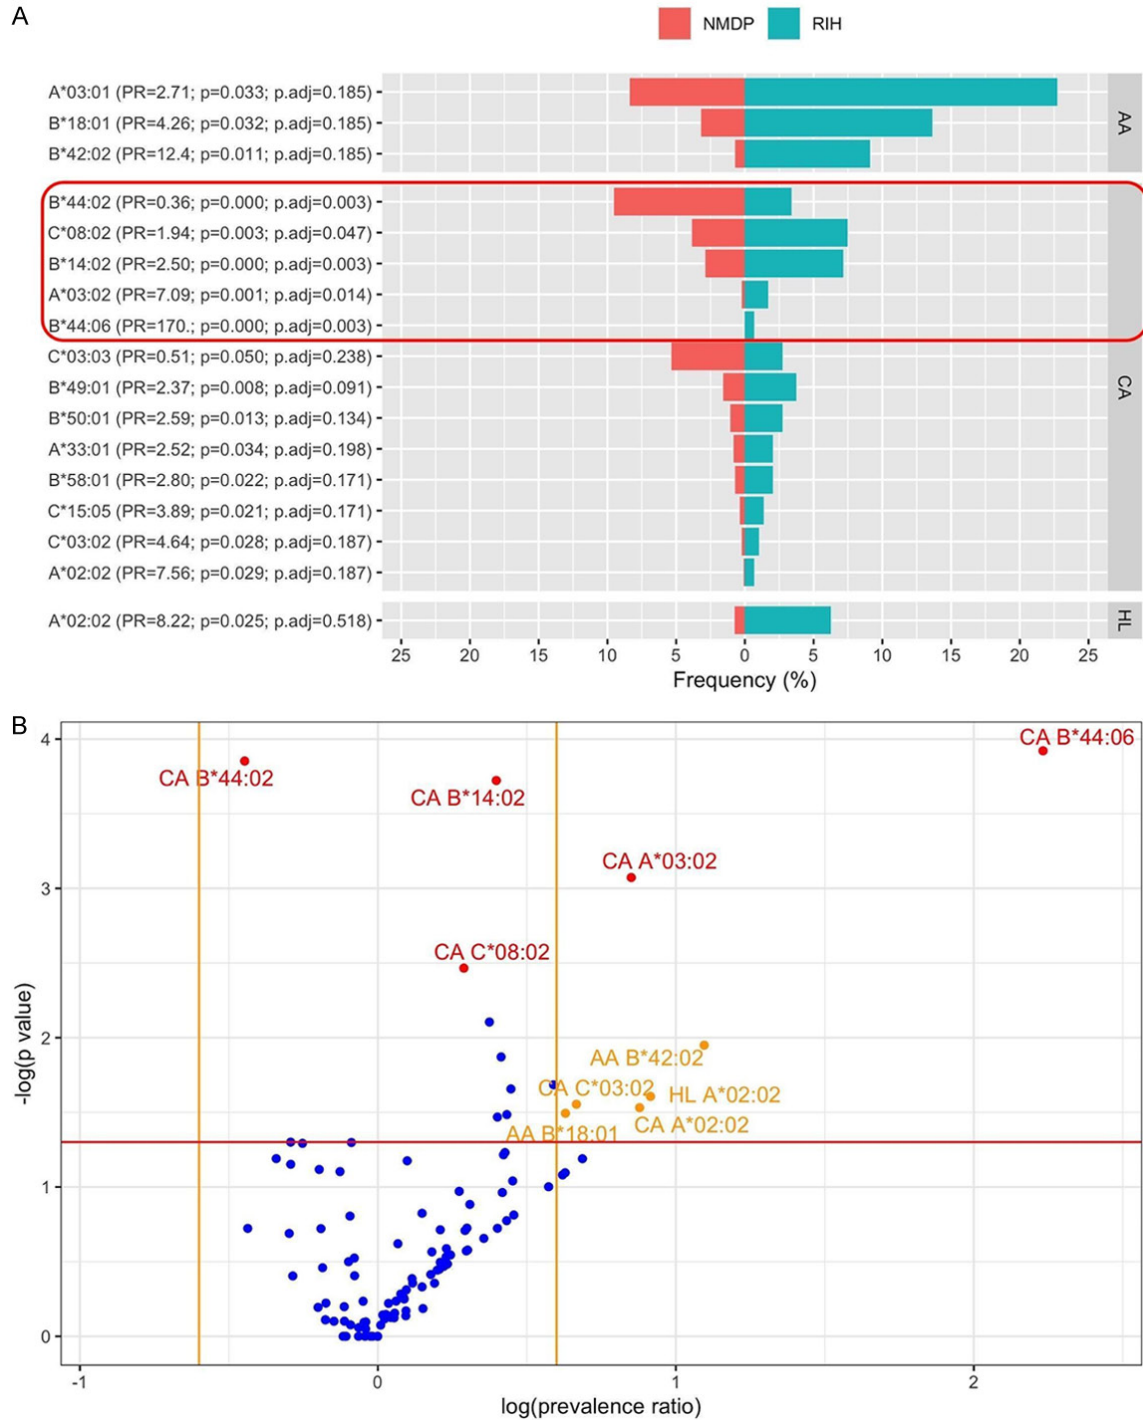 A
NMDP RIH
A*03:01 (PR=2.71; p=0.033; p.adj=0.185)
B*18:01 (PR=4.26; p=0.032; p.adj=0.185)
B*42:02 (PR=12.4; p=0.011; p.adj=0.185)
AA
B*44:02 (PR=0.36; p=0.000; p.adj=0.003)
C*08:02 (PR=1.94; p=0.003; p.adj=0.047)
B*14:02 (PR=2.50; p=0.000; p.adj=0.003)
A*03:02 (PR=7.09; p=0.001; p.adj=0.014)
B*44:06 (PR=170.; p=0.000; p.adj=0.003)
C*03:03 (PR=0.51; p=0.050; p.adj=0.238)
B*49:01 (PR=2.37; p=0.008; p.adj=0.091)
B*50:01 (PR=2.59; p=0.013; p.adj=0.134)
A*33:01 (PR=2.52; p=0.034; p.adj=0.198)
B*58:01 (PR=2.80; p=0.022; p.adj=0.171)
C*15:05 (PR=3.89; p=0.021; p.adj=0.171)
C*03:02 (PR=4.64; p=0.028; p.adj=0.187)
A*02:02 (PR=7.56; p=0.029; p.adj=0.187)
CA
A*02:02 (PR=8.22; p=0.025; p.adj=0.518)
HL
25 20 15 10 5 0 5 10 15 20 25
Frequency (%)
B
4
3
2
1
0
-log(p value)
CA B*44:06
CA B*44:02
CA B*14:02
CA A*03:02
CA C*08:02
AA B*42:02
CA C*03:02
HL A*02:02
CA A*02:02
AA B*18:01
-1 0 1 2
log(prevalence ratio)